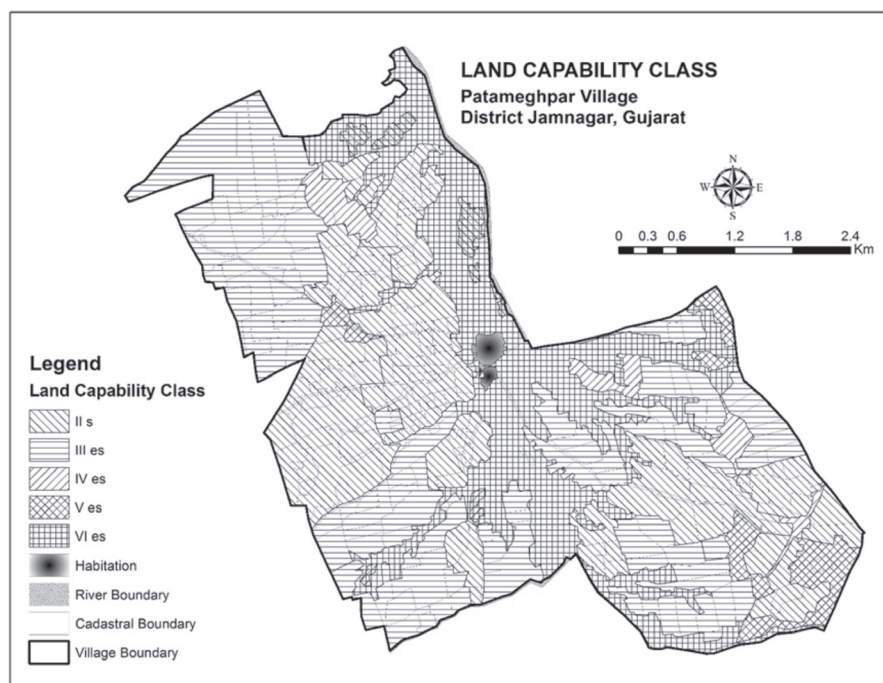 LAND CAPABILITY CLASS
Patameghpar Village
District Jamnagar, Gujarat
N
W E
S
0 0.3 0.6 1.2 1.8 2.4
Km
Legend
Land Capability Class
II s
III es
IV es
V es
VI es
Habitation
River Boundary
Cadastral Boundary
Village Boundary